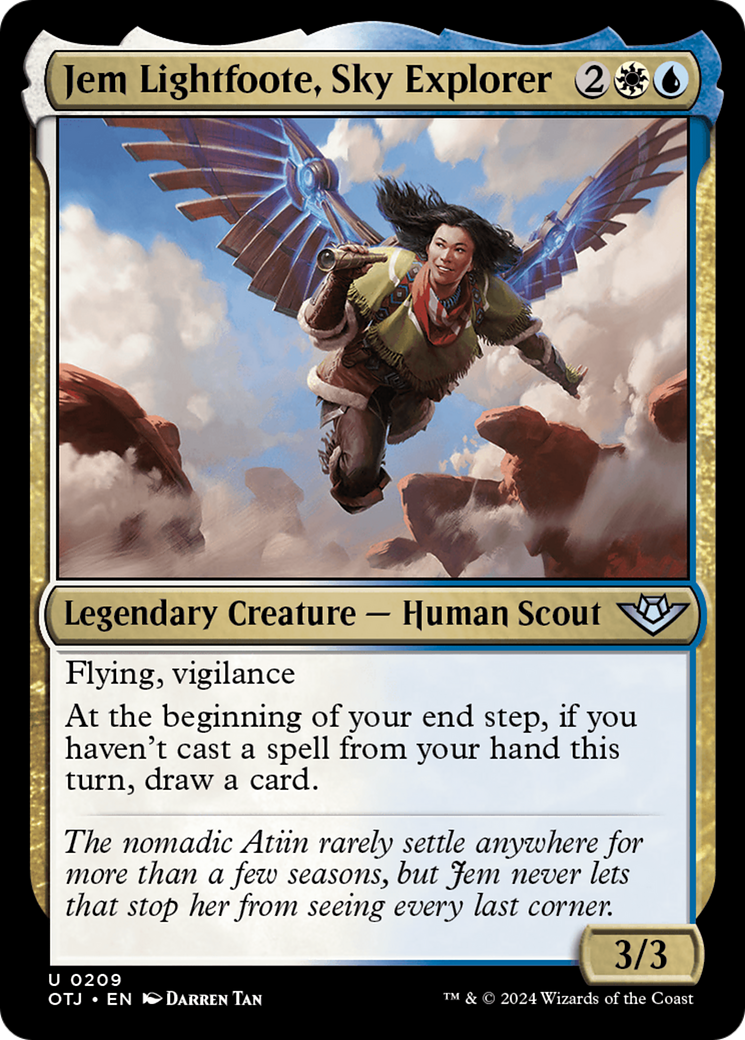 Jem Lightfoote, Sky Explorer 2
Legendary Creature — Human Scout
Flying, vigilance
At the beginning of your end step, if you
haven't cast a spell from your hand this
turn, draw a card.
The nomadic Atiin rarely settle anywhere for
more than a few seasons, but Jem never lets
that stop her from seeing every last corner.
3/3
U 0209
OTJ • EN Darren Tan
™ & © 2024 Wizards of the Coast